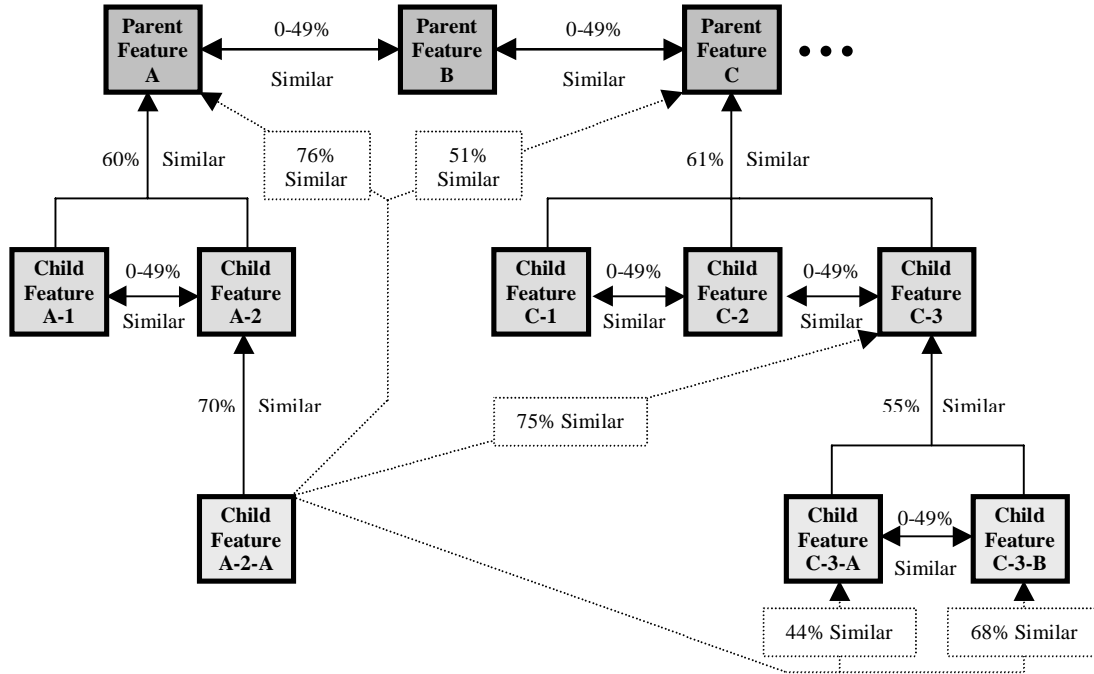 Parent
Feature
A
0-49%
Similar
Parent
Feature
B
0-49%
Similar
Parent
Feature
C
60% Similar
76%
Similar
51%
Similar
61% Similar
Child
Feature
A-1
0-49%
Similar
Child
Feature
A-2
Child
Feature
C-1
0-49%
Similar
Child
Feature
C-2
0-49%
Similar
Child
Feature
C-3
70% Similar
75% Similar
55% Similar
Child
Feature
A-2-A
Child
Feature
C-3-A
0-49%
Similar
Child
Feature
C-3-B
44% Similar
68% Similar